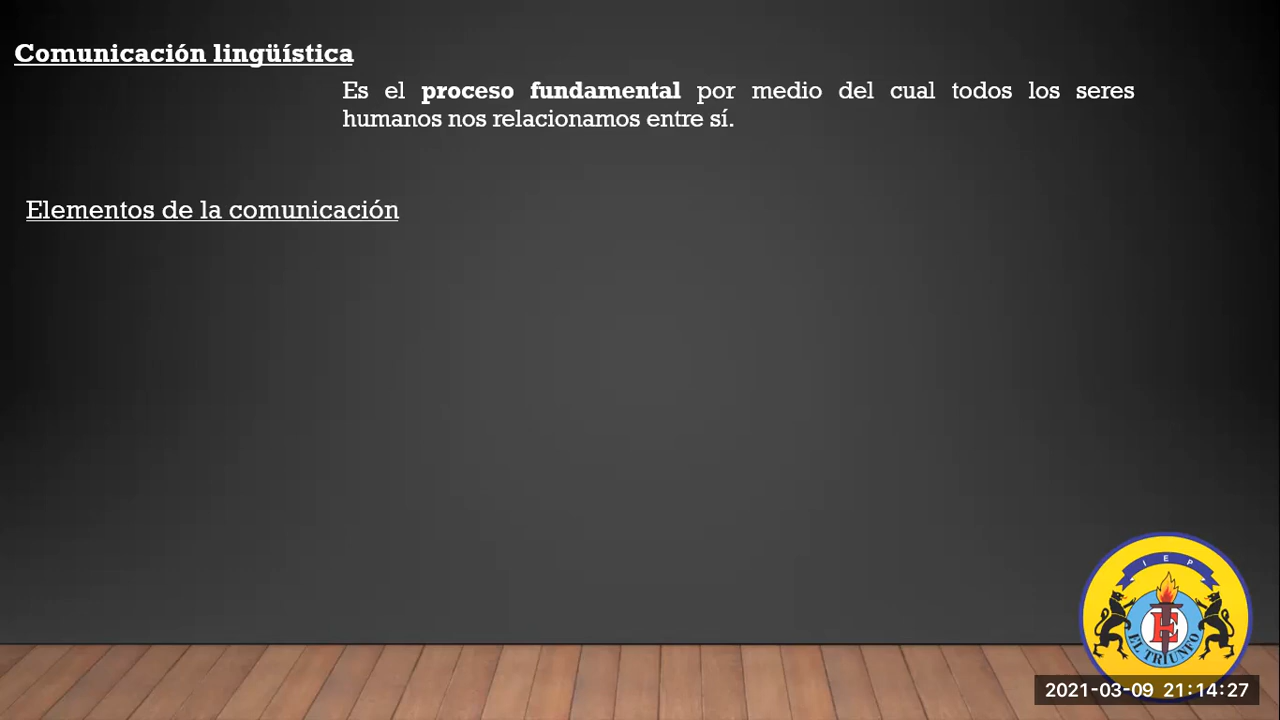 Comunicación lingüística
Es el proceso fundamental por medio del cual todos los seres
humanos nos relacionamos entre sí.
Elementos de la comunicación
I E P
E
EL TRIUNFO
2021-03-09 21:14:27